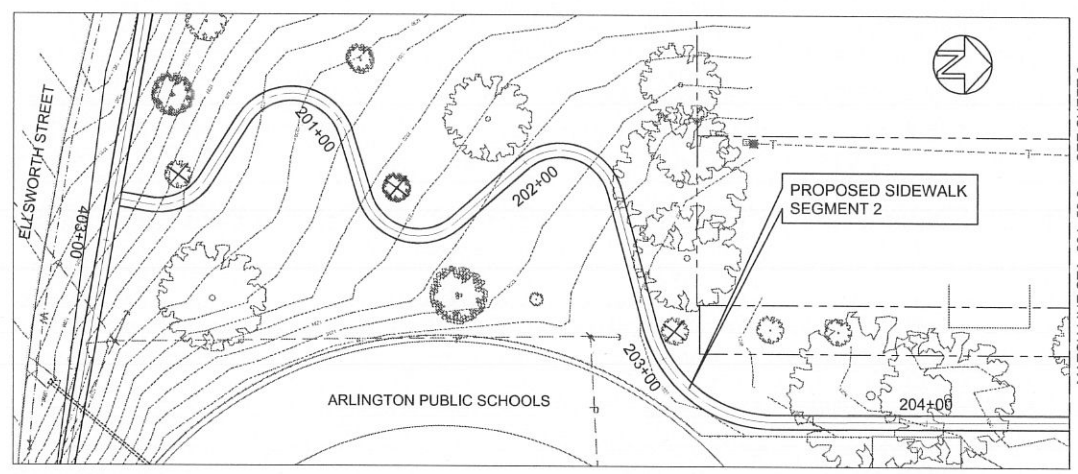 ELLSWORTH STREET
403+00
201+00
202+00
203+00
204+00
N
PROPOSED SIDEWALK
SEGMENT 2
ARLINGTON PUBLIC SCHOOLS
W
T
T